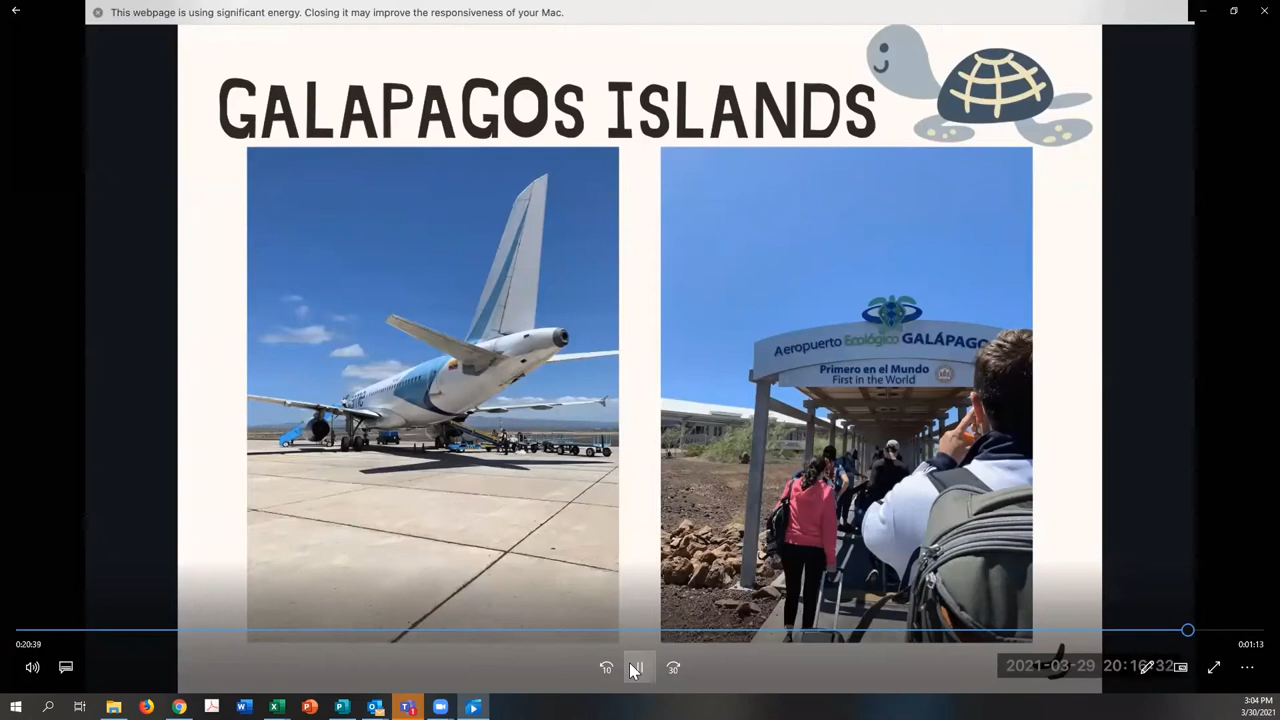 This webpage is using significant energy. Closing it may improve the responsiveness of your Mac.
GALAPAGOS ISLANDS
Aeropuerto Ecológico GALÁPAGO
Primero en el Mundo
First in the World
0:20:39
0:01:13
10
30
2021-03-29 20:16:32
3:04 PM
3/30/2021